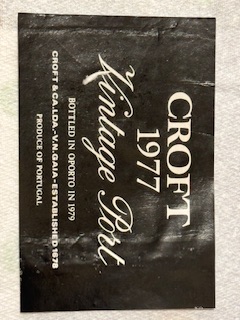 CROFT
1977
Vintage Port
BOTTLED IN OPORTO IN 1979
CROFT & CA.LDA.-V.N.GAIA-ESTABLISHED 1678
PRODUCE OF PORTUGAL